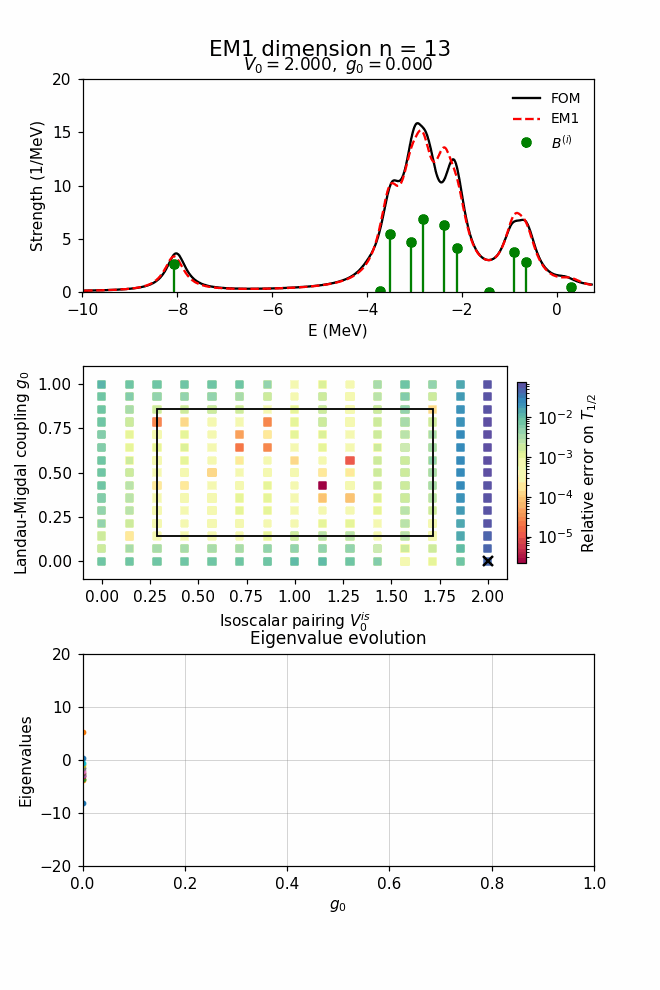 EM1 dimension n = 13
V₀ = 2.000, g₀ = 0.000
20
15
10
5
0
Strength (1/MeV)
FOM
EM1
B⁽ⁱ⁾
−10 −8 −6 −4 −2 0
E (MeV)
1.00
0.75
0.50
0.25
0.00
Landau-Migdal coupling g₀
0.00 0.25 0.50 0.75 1.00 1.25 1.50 1.75 2.00
Isoscalar pairing V₀ⁱˢ
10⁻²
10⁻³
10⁻⁴
10⁻⁵
Relative error on T₁/₂
Eigenvalue evolution
20
10
0
−10
−20
Eigenvalues
0.0 0.2 0.4 0.6 0.8 1.0
g₀